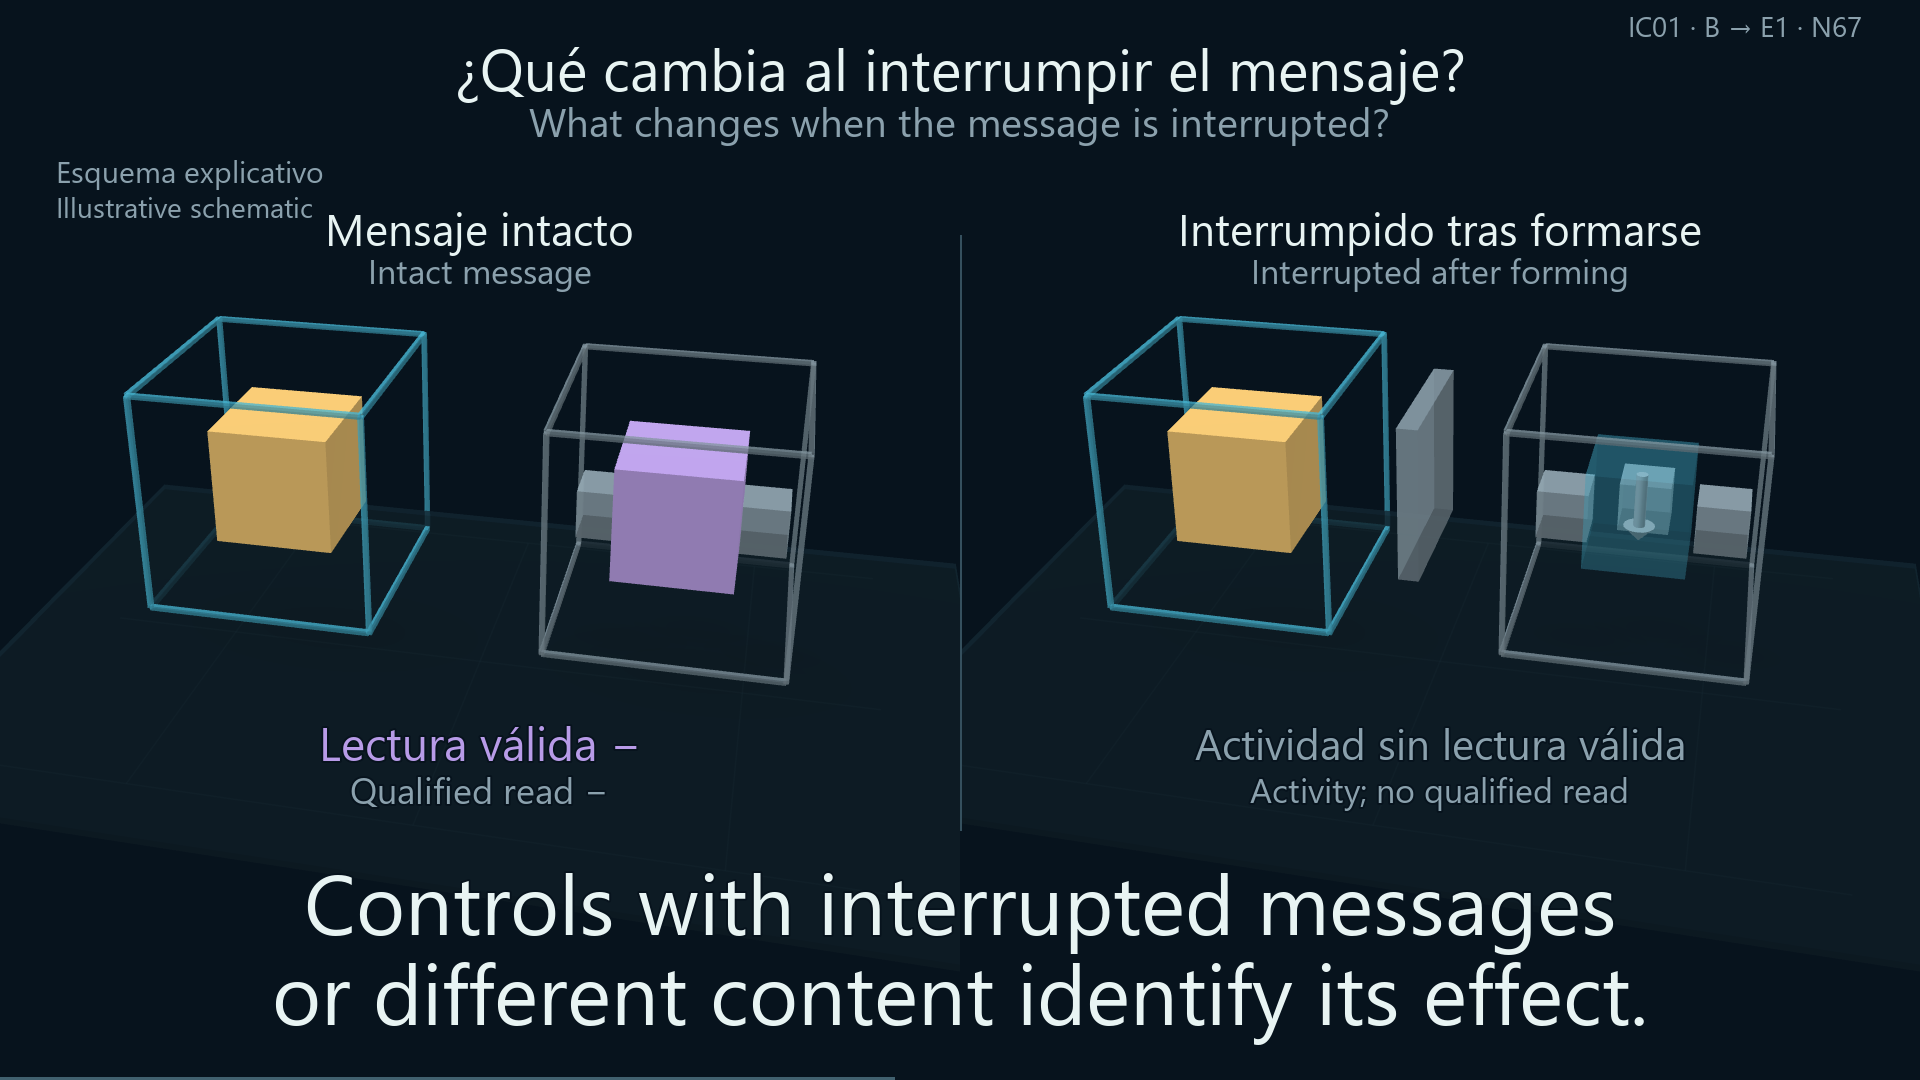 IC01 · B → E1 · N67
¿Qué cambia al interrumpir el mensaje?
What changes when the message is interrupted?
Esquema explicativo
Illustrative schematic
Mensaje intacto
Intact message
Interrumpido tras formarse
Interrupted after forming
Lectura válida −
Qualified read −
Actividad sin lectura válida
Activity; no qualified read
Controls with interrupted messages
or different content identify its effect.